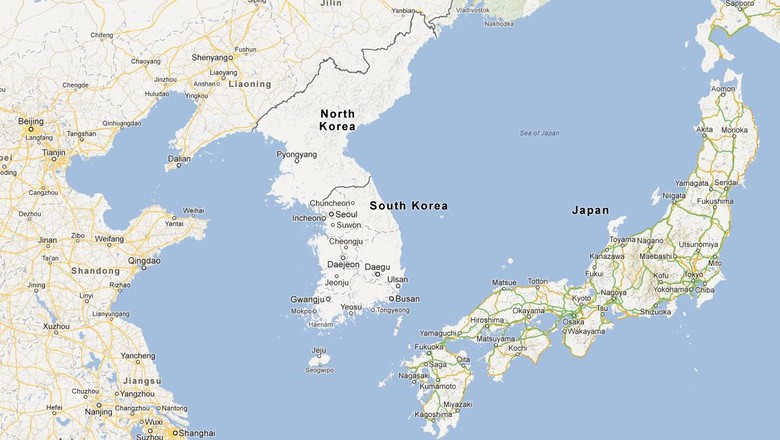 Jilin
Yanbian
Vladivostok
Nakhodka
Sapporo
Chifeng
Fushun
Shenyang
Chaoyang
Liaoyang
Liaoning
Jinzhou
Anshan
Chengde
Huludao
Yingkou
Aomori
North
Korea
Beijing
Qinhuangdao
Langfang
Tangshan
Akita
Morioka
Sea of Japan
Tianjin
Dalian
Pyongyang
Cangzhou
Yamagata
Sendai
Niigata
Fukushima
Chuncheon
South Korea
Japan
Weihai
Incheon
Seoul
Dezhou
Yantai
Suwon
Jinan
Zibo
Weifang
Cheongju
Toyama
Nagano
Utsunomiya
Kanazawa
Maebashi
Tai'an
Qingdao
Daejeon
Daegu
Mito
Shandong
Fukui
Kofu
Tokyo
Jining
Rizhao
Jeonju
Ulsan
Matsue
Tottori
Yokohama
Chiba
Linyi
Gwangju
Busan
Kyoto
Nagoya
Mokpo
Yeosu
Tongyeong
Okayama
Tsu
Shizuoka
Lianyungang
Haenam
Hiroshima
Osaka
Xuzhou
Yamaguchi
Matsuyama
Wakayama
Jeju
Fukuoka
Kochi
Yancheng
Saga
Oita
Seogwipo
Jiangsu
Nagasaki
Kumamoto
Chuzhou
Yangzhou
Hefei
Nanjing
Changzhou
Nantong
Miyazaki
Kagoshima
Wuxi
Suzhou
Shanghai